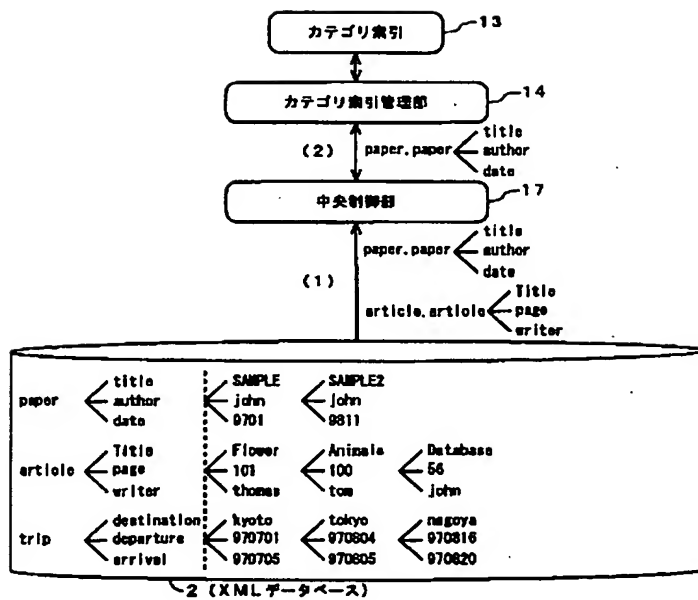 カテゴリ索引 13
カテゴリ索引管理部 14
(2) paper.paper title
author
date
中央制御部 17
(1) paper.paper title
author
date
article.article Title
page
writer
paper title SAMPLE SAMPLE2
author john john
date 9701 9811
article Title Flower Animals Database
page 101 100 56
writer thomas tom john
trip destination kyoto tokyo nagoya
departure 970701 970804 970816
arrival 970705 970805 970820
2 (XMLデータベース)